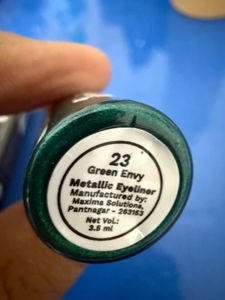 23
Green Envy
Metallic Eyeliner
Manufactured by:
Maxima Solutions,
Pantnagar - 263153
Net Vol.:
3.5 ml